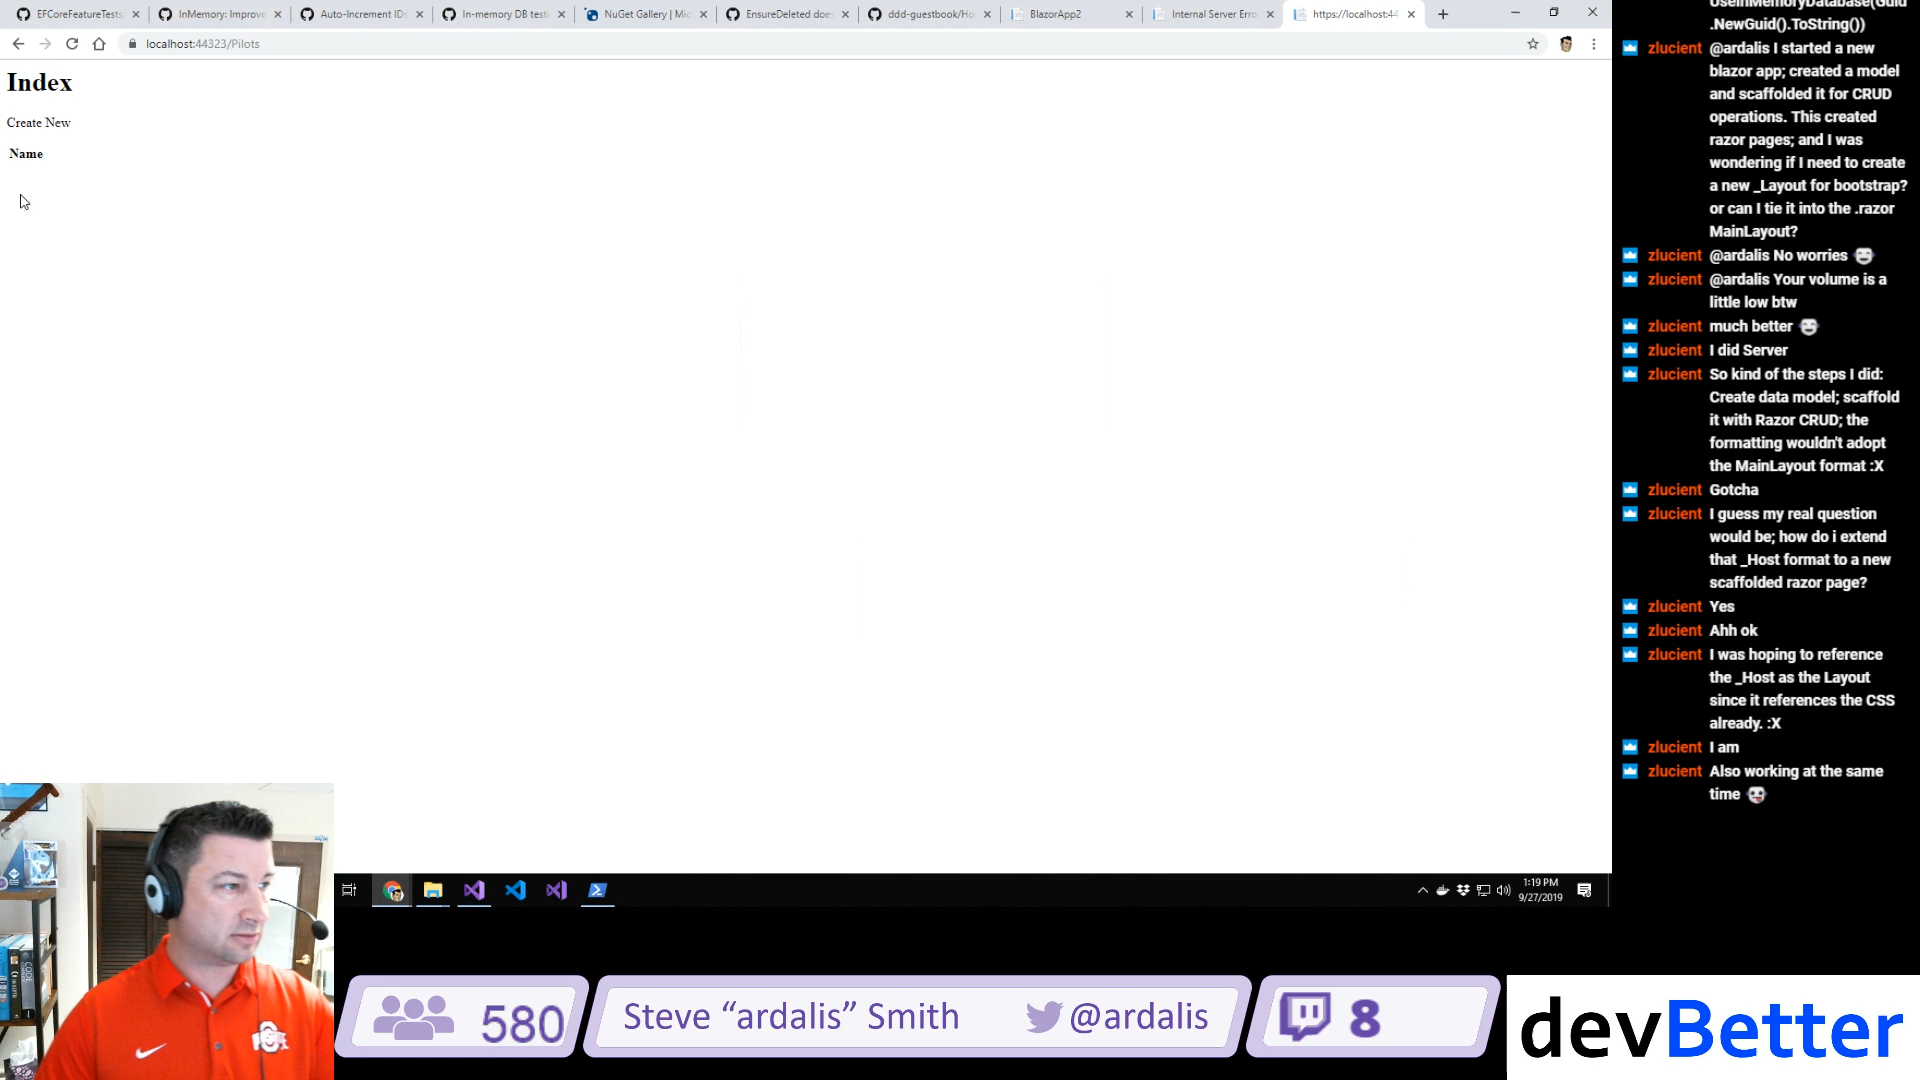 EFCoreFeatureTests
InMemory: Improve
Auto-Increment IDs
In-memory DB testi
NuGet Gallery | Mic
EnsureDeleted does
ddd-guestbook/Ho
BlazorApp2
Internal Server Erro
https://localhost:44
localhost:44323/Pilots
Index
Create New
Name
UseInMemoryDatabase(Guid
.NewGuid().ToString())
zlucient @ardalis I started a new
blazor app; created a model
and scaffolded it for CRUD
operations. This created
razor pages; and I was
wondering if I need to create
a new _Layout for bootstrap?
or can I tie it into the .razor
MainLayout?
zlucient @ardalis No worries
zlucient @ardalis Your volume is a
little low btw
zlucient much better
zlucient I did Server
zlucient So kind of the steps I did:
Create data model; scaffold
it with Razor CRUD; the
formatting wouldn't adopt
the MainLayout format :X
zlucient Gotcha
zlucient I guess my real question
would be; how do i extend
that _Host format to a new
scaffolded razor page?
zlucient Yes
zlucient Ahh ok
zlucient I was hoping to reference
the _Host as the Layout
since it references the CSS
already. :X
zlucient I am
zlucient Also working at the same
time
1:19 PM
9/27/2019
580
Steve “ardalis” Smith
@ardalis
8
devBetter